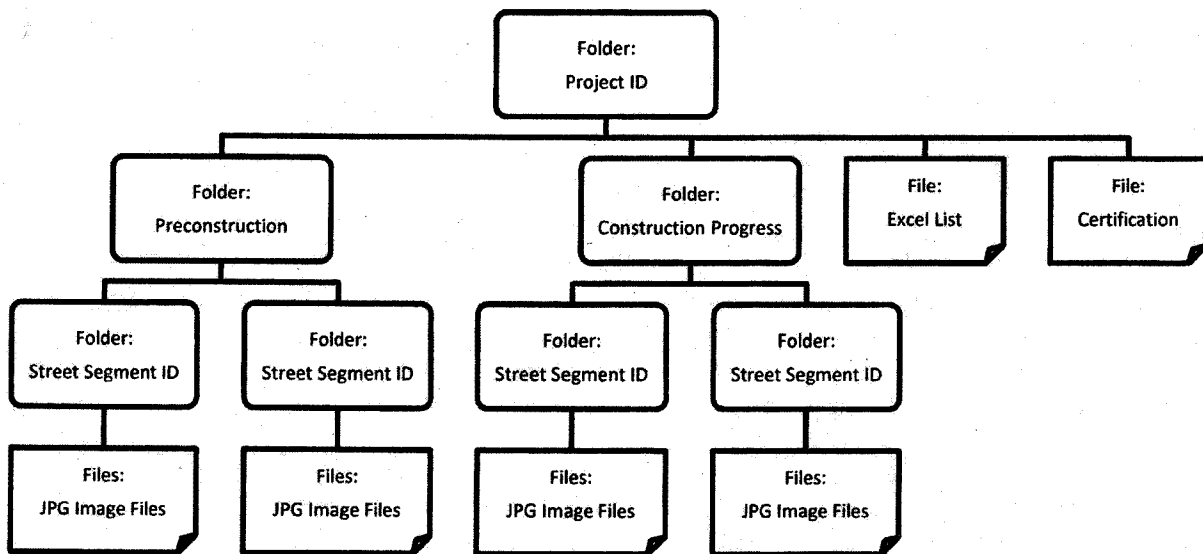 Folder:
Project ID
Folder:
Preconstruction
Folder:
Construction Progress
File:
Excel List
File:
Certification
Folder:
Street Segment ID
Folder:
Street Segment ID
Folder:
Street Segment ID
Folder:
Street Segment ID
Files:
JPG Image Files
Files:
JPG Image Files
Files:
JPG Image Files
Files:
JPG Image Files